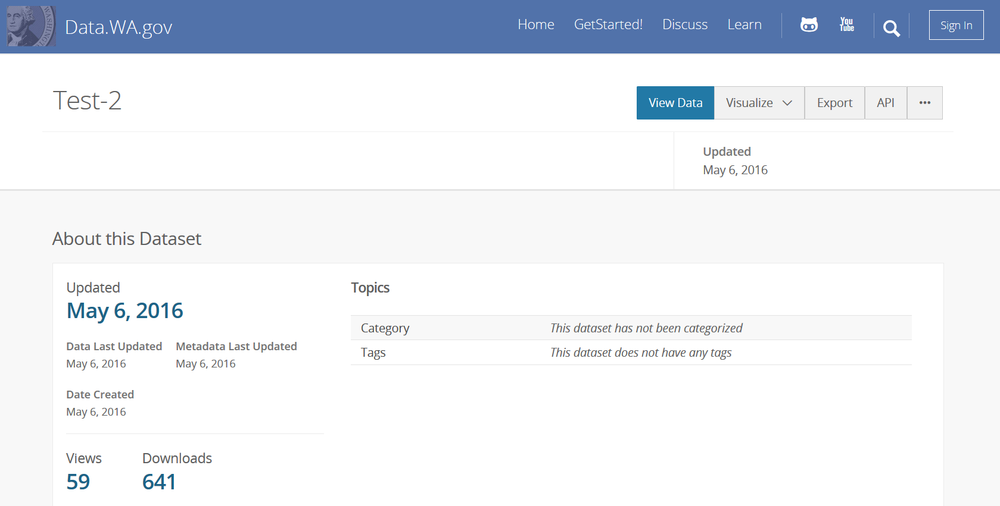 WASHINGT
Data.WA.gov
Home GetStarted! Discuss Learn You Tube Sign In
Test-2
View Data Visualize Export API •••
Updated
May 6, 2016
About this Dataset
Updated
May 6, 2016
Data Last Updated Metadata Last Updated
May 6, 2016 May 6, 2016
Date Created
May 6, 2016
Views Downloads
59 641
Topics
Category This dataset has not been categorized
Tags This dataset does not have any tags